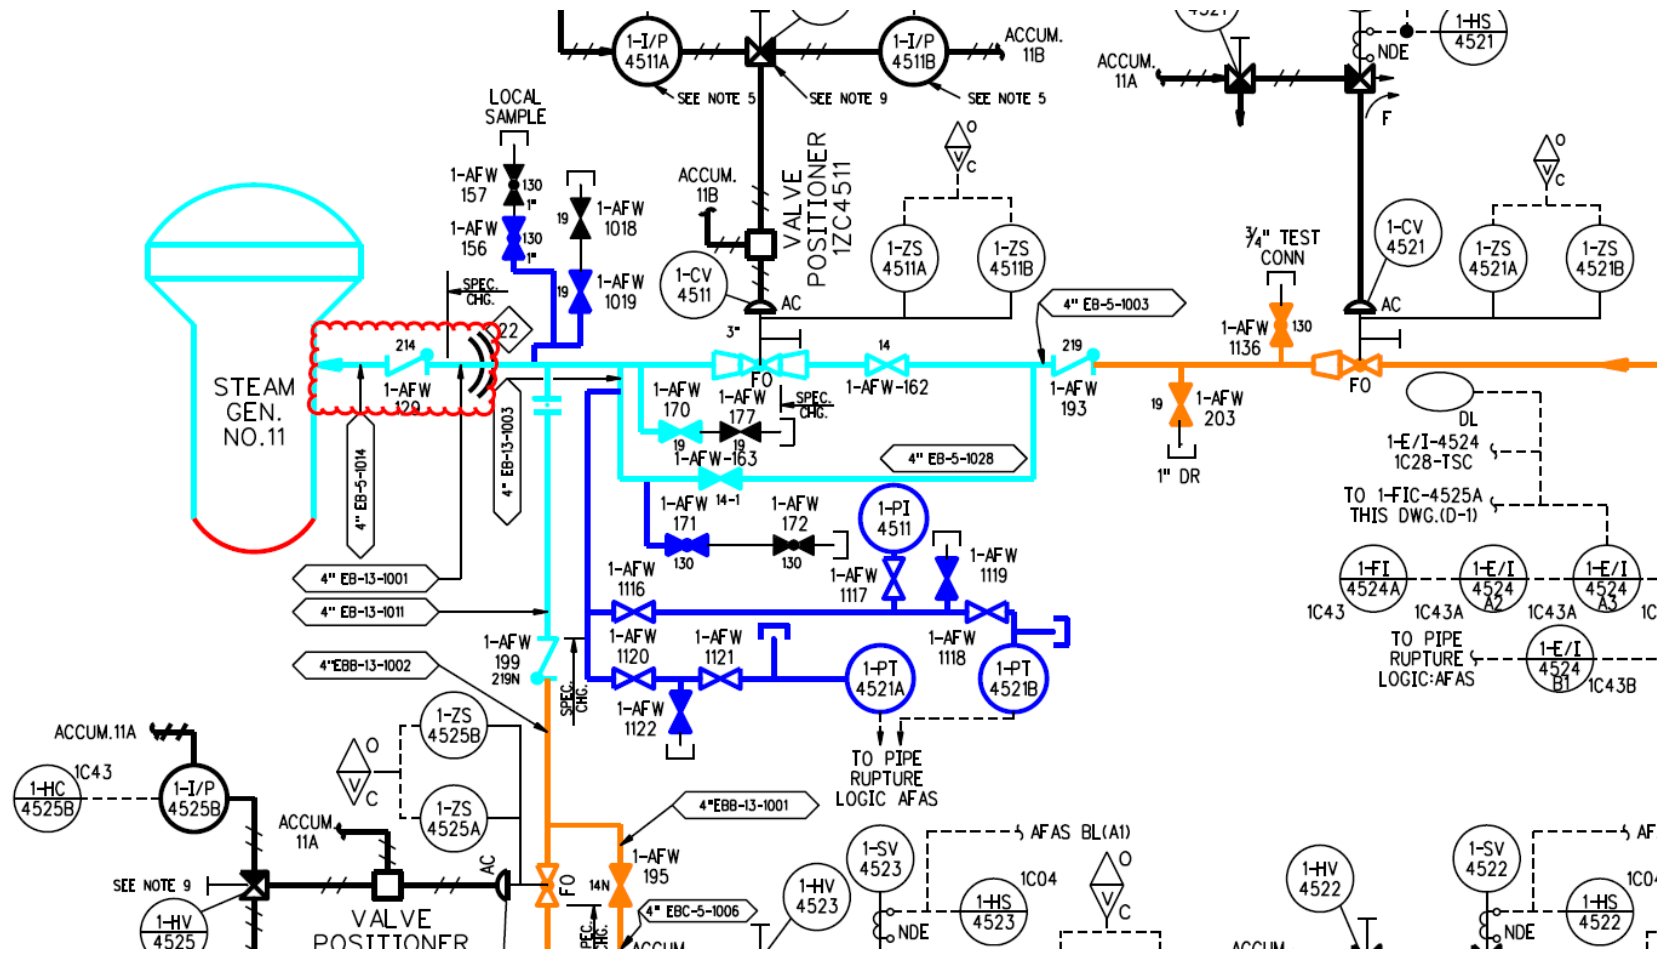 4521
1-HS
4521
NDE
1-I/P
4511A
1-I/P
4511B
ACCUM.
11B
ACCUM.
11A
SEE NOTE 5
SEE NOTE 9
SEE NOTE 5
F
LOCAL
SAMPLE
1-AFW
157
130
1"
1-AFW
156
130
1"
19
1-AFW
1018
19
1-AFW
1019
ACCUM.
11B
VALVE
POSITIONER
1ZC4511
O
V
C
O
V
C
1-CV
4511
AC
1-ZS
4511A
1-ZS
4511B
3/4" TEST
CONN
1-CV
4521
AC
1-ZS
4521A
1-ZS
4521B
SPEC.
CHG.
22
3"
FO
4" EB-5-1003
1-AFW
1136
130
FO
214
1-AFW
129
14
1-AFW-162
219
1-AFW
193
19
1-AFW
203
1" DR
STEAM
GEN.
NO.11
4" EB-5-1014
4" EB-13-1003
1-AFW
170
19
1-AFW
177
19
SPEC.
CHG.
1-AFW-163
14-1
4" EB-5-1028
DL
1-E/I-4524
1C28-TSC
TO 1-FIC-4525A
THIS DWG.(D-1)
1-AFW
171
130
1-AFW
172
130
1-PI
4511
4" EB-13-1001
4" EB-13-1011
1-AFW
1116
1-AFW
1117
1-AFW
1119
1-AFW
1118
1-FI
4524A
1C43
1-E/I
4524
A2
1C43A
1-E/I
4524
A3
1C43A
1C
TO PIPE
RUPTURE
LOGIC:AFAS
1-E/I
4524
B1
1C43B
1-AFW
199
219N
4"EBB-13-1002
SPEC.
CHG.
1-AFW
1120
1-AFW
1121
1-AFW
1122
1-PT
4521A
1-PT
4521B
TO PIPE
RUPTURE
LOGIC AFAS
ACCUM.11A
1-HC
4525B
1C43
1-I/P
4525B
O
V
C
1-ZS
4525B
1-ZS
4525A
ACCUM.
11A
AC
FO
4"EBB-13-1001
1-AFW
195
14N
4" EBC-5-1006
SPEC.
CHG.
SEE NOTE 9
1-HV
4525
VALVE
POSITIONER
ACCUM
1-HV
4523
1-SV
4523
AFAS BL(A1)
1C04
1-HS
4523
NDE
O
V
C
1-HV
4522
ACCUM.
1-SV
4522
AF
1C04
1-HS
4522
NDE